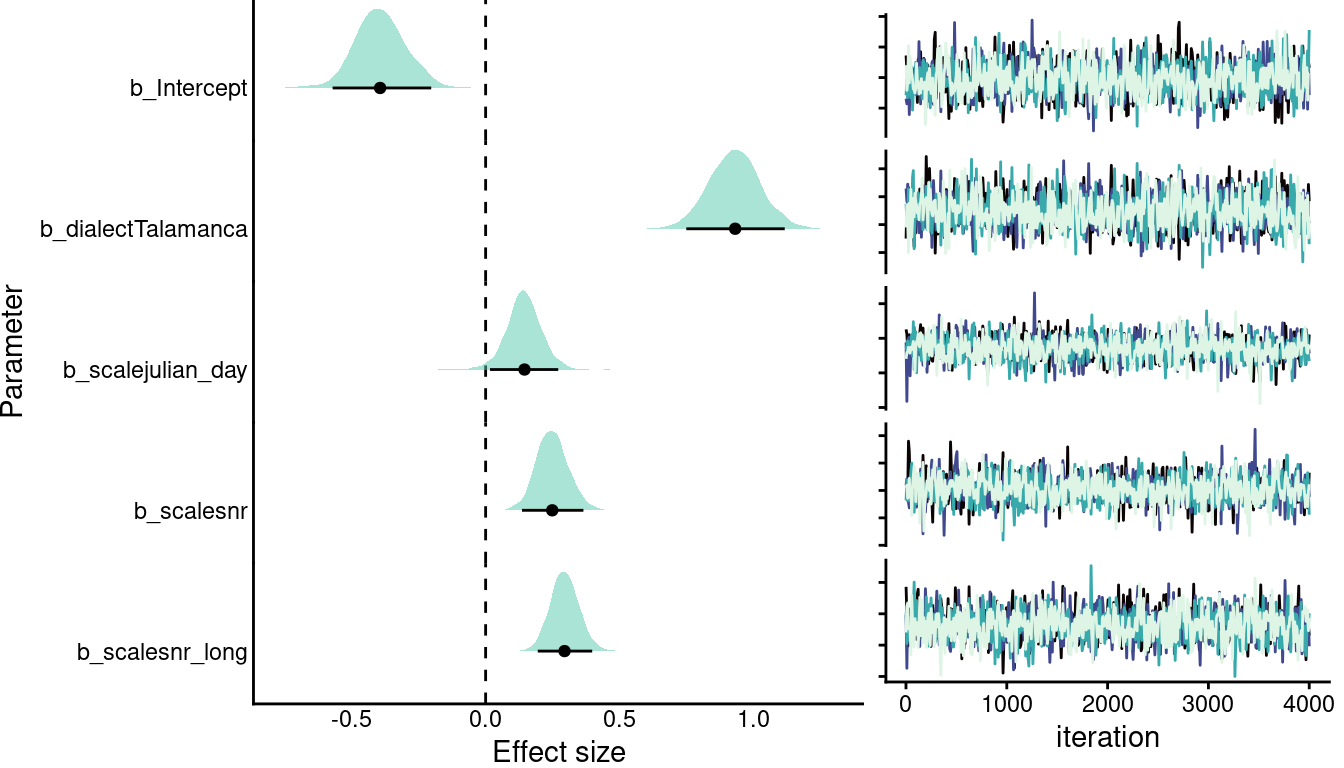 Parameter
b_Intercept
b_dialectTalamanca
b_scalejulian_day
b_scalesnr
b_scalesnr_long
-0.5 0.0 0.5 1.0
Effect size
0 1000 2000 3000 4000
iteration